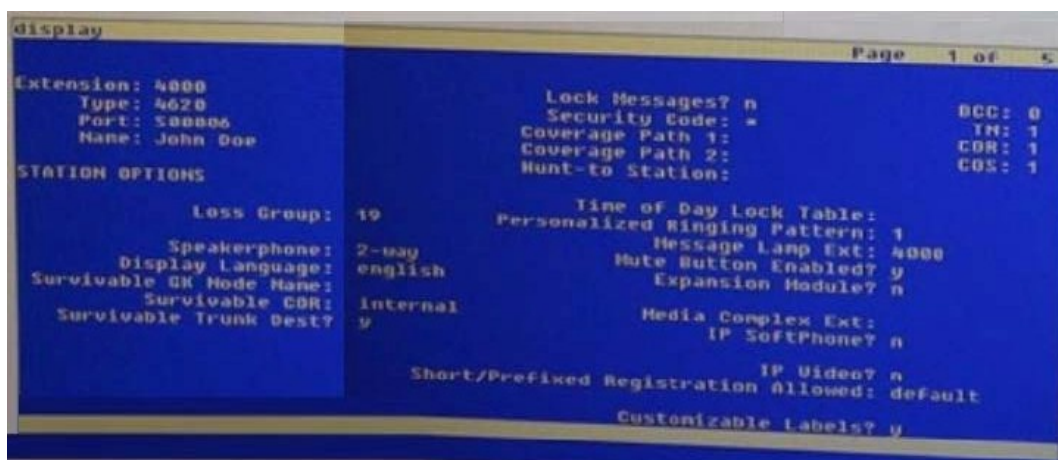 display
Page 1 of 5
Extension: 4000 Lock Messages? n BCC: 0
Type: 4620 Security Code: * TN: 1
Port: S00006 Coverage Path 1: COR: 1
Name: John Doe Coverage Path 2: COS: 1
Hunt-to Station:
STATION OPTIONS
Time of Day Lock Table:
Loss Group: 19 Personalized Ringing Pattern: 1
Message Lamp Ext: 4000
Speakerphone: 2-way Mute Button Enabled? y
Display Language: english Expansion Module? n
Survivable GK Node Name:
Survivable COR: internal Media Complex Ext:
Survivable Trunk Dest? y IP SoftPhone? n
IP Video? n
Short/Prefixed Registration Allowed: default
Customizable Labels? y